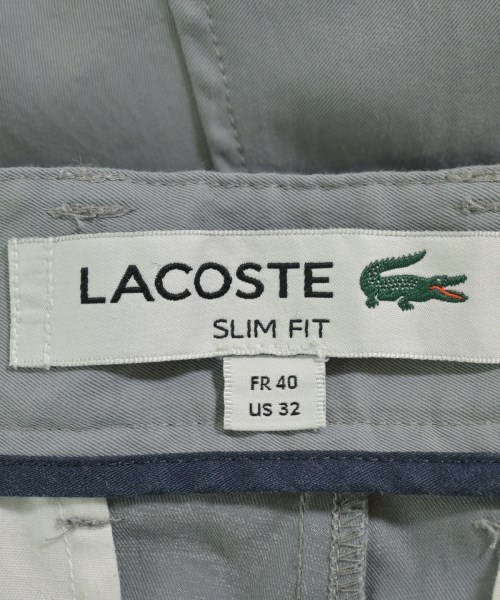 LACOSTE
SLIM FIT
FR 40
US 32